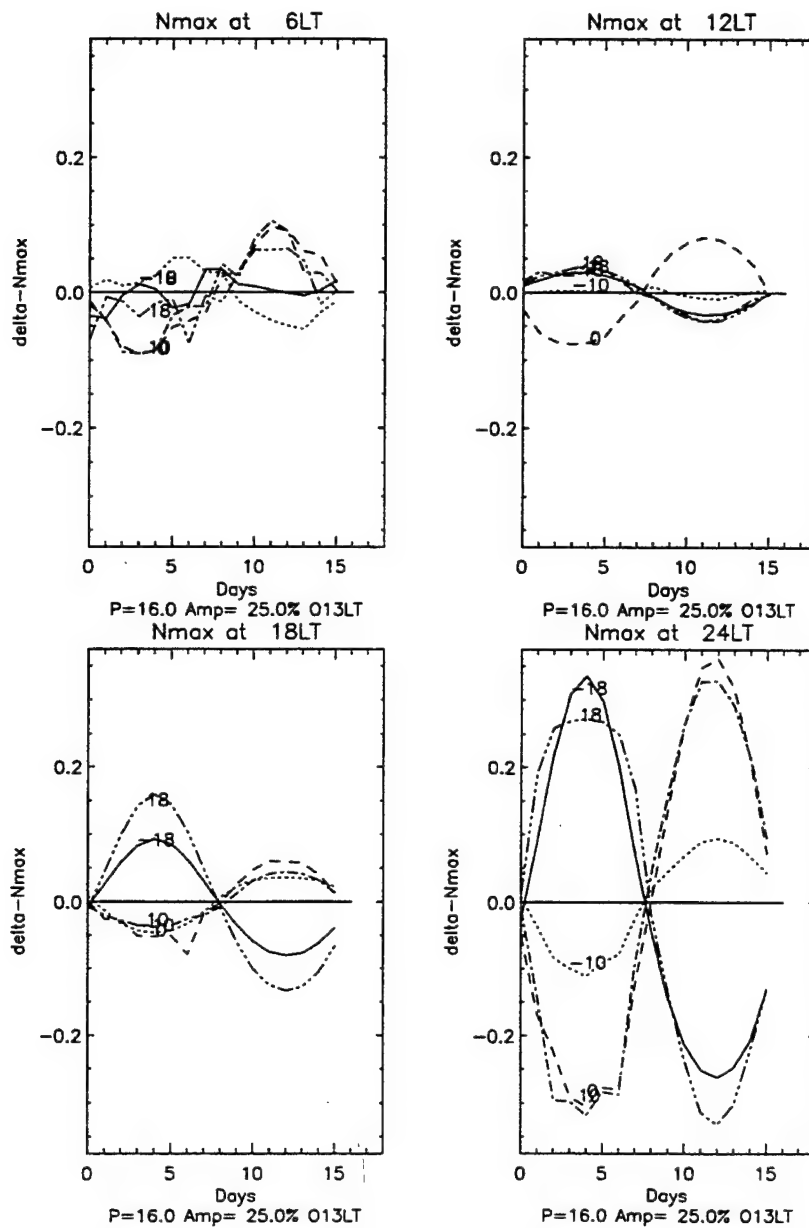 Nmax at 6LT
0.2
0.0
-0.2
delta-Nmax
-18
18
10
0 5 10 15
Days
P=16.0 Amp= 25.0% O13LT
Nmax at 12LT
0.2
0.0
-0.2
delta-Nmax
-10
0
0 5 10 15
Days
P=16.0 Amp= 25.0% O13LT
Nmax at 18LT
0.2
0.0
-0.2
delta-Nmax
18
-18
10
0 5 10 15
Days
P=16.0 Amp= 25.0% O13LT
Nmax at 24LT
0.2
0.0
-0.2
delta-Nmax
-18
18
-10
0
10
0 5 10 15
Days
P=16.0 Amp= 25.0% O13LT